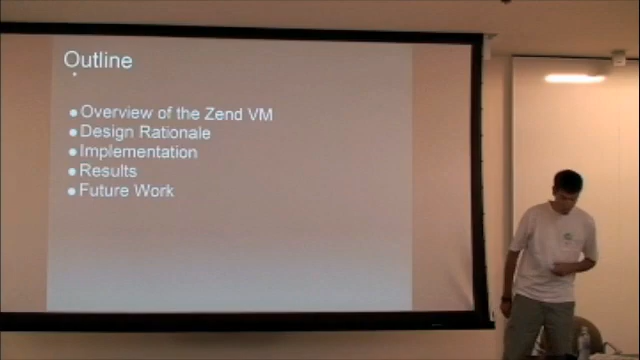 Outline
Overview of the Zend VM
Design Rationale
Implementation
Results
Future Work